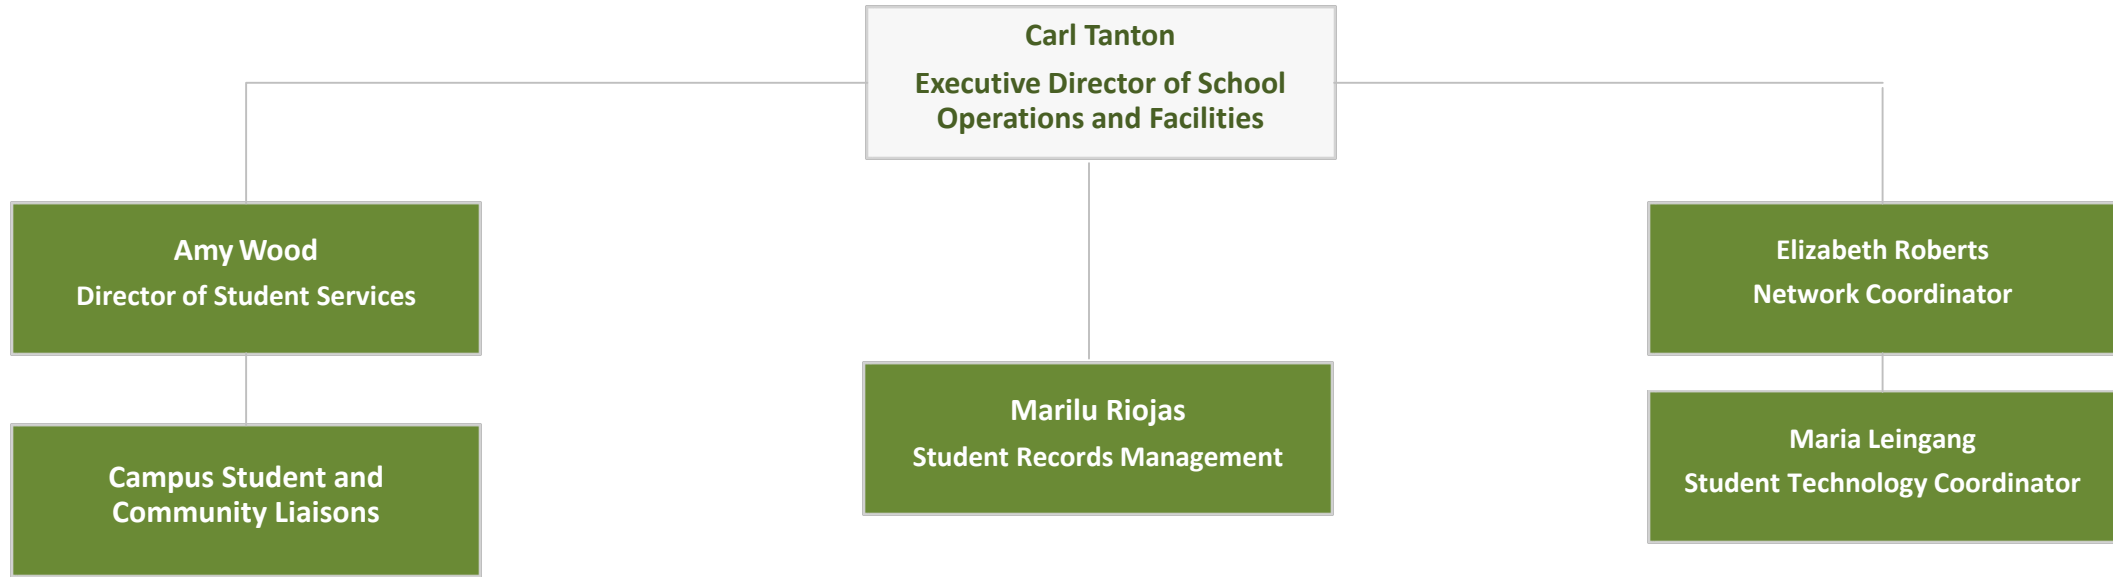 Carl Tanton
Executive Director of School
Operations and Facilities
Amy Wood
Director of Student Services
Elizabeth Roberts
Network Coordinator
Marilu Riojas
Student Records Management
Maria Leingang
Student Technology Coordinator
Campus Student and
Community Liaisons